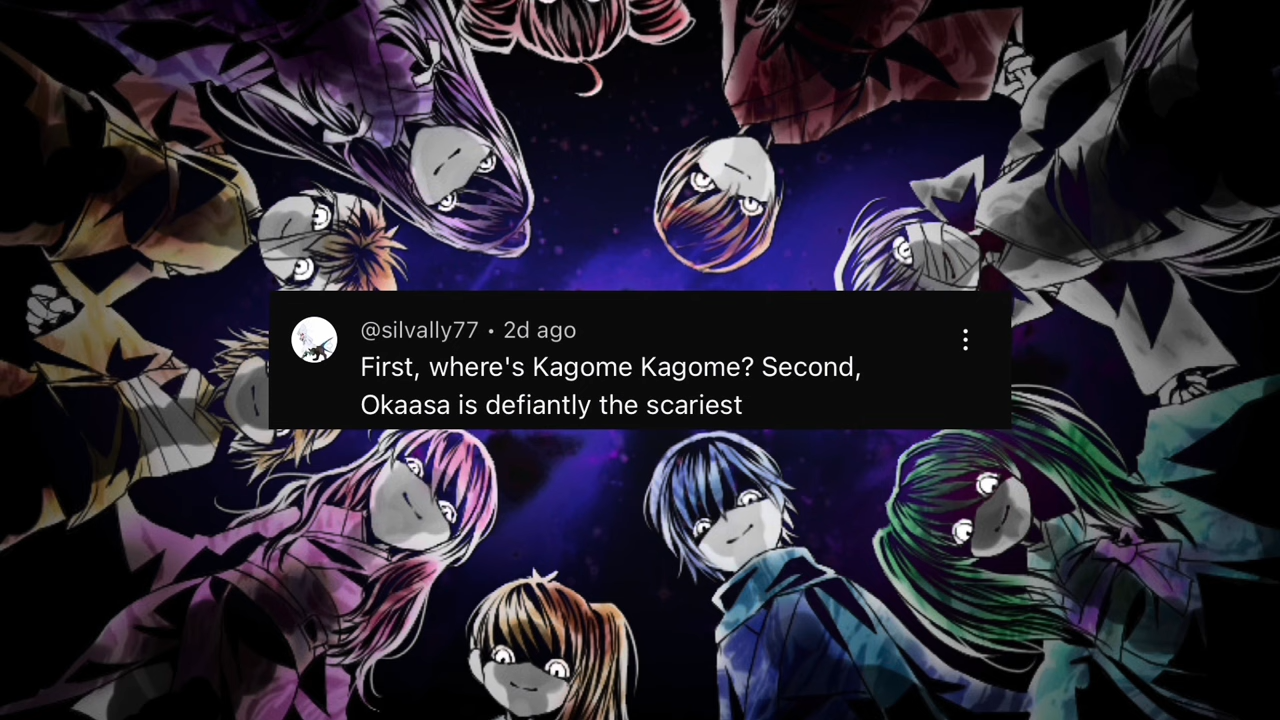 @silvally77 • 2d ago
First, where's Kagome Kagome? Second,
Okaasa is defiantly the scariest